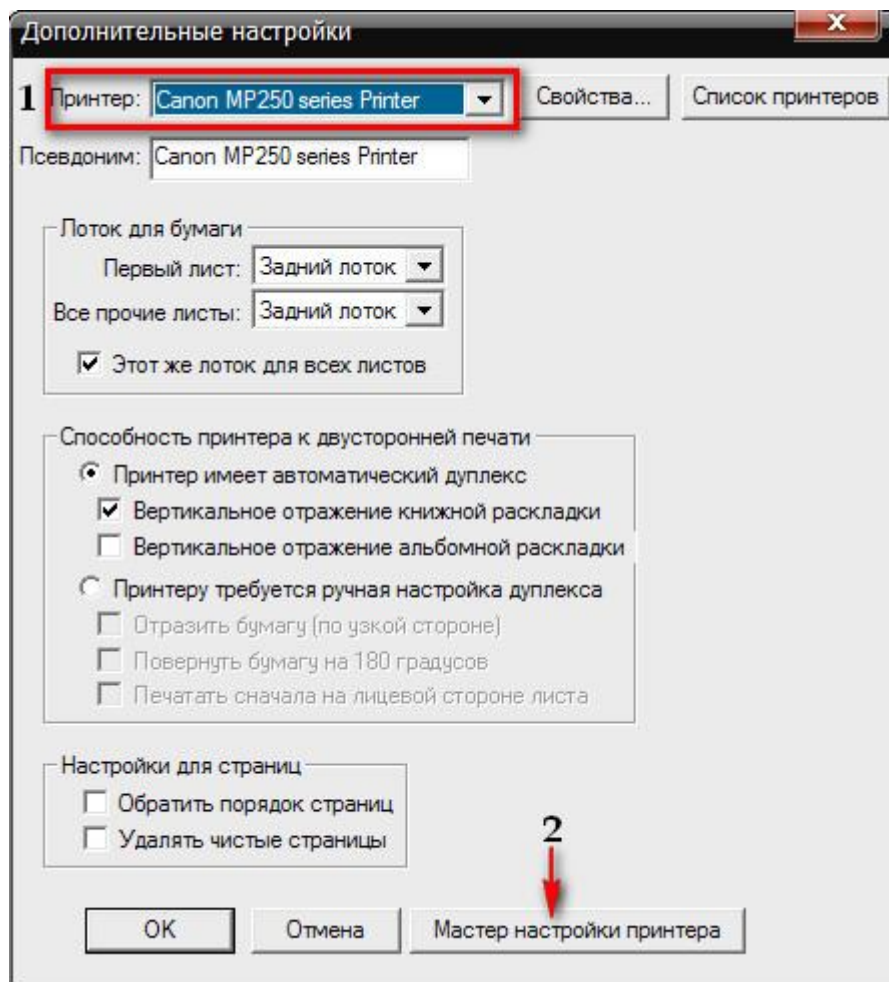 Дополнительные настройки
1 Принтер: Canon MP250 series Printer Свойства... Список принтеров
Псевдоним: Canon MP250 series Printer
Лоток для бумаги
Первый лист: Задний лоток
Все прочие листы: Задний лоток
Этот же лоток для всех листов
Способность принтера к двусторонней печати
Принтер имеет автоматический дуплекс
Вертикальное отражение книжной раскладки
Вертикальное отражение альбомной раскладки
Принтеру требуется ручная настройка дуплекса
Отразить бумагу (по узкой стороне)
Повернуть бумагу на 180 градусов
Печатать сначала на лицевой стороне листа
Настройки для страниц
Обратить порядок страниц
Удалять чистые страницы
2
OK Отмена Мастер настройки принтера